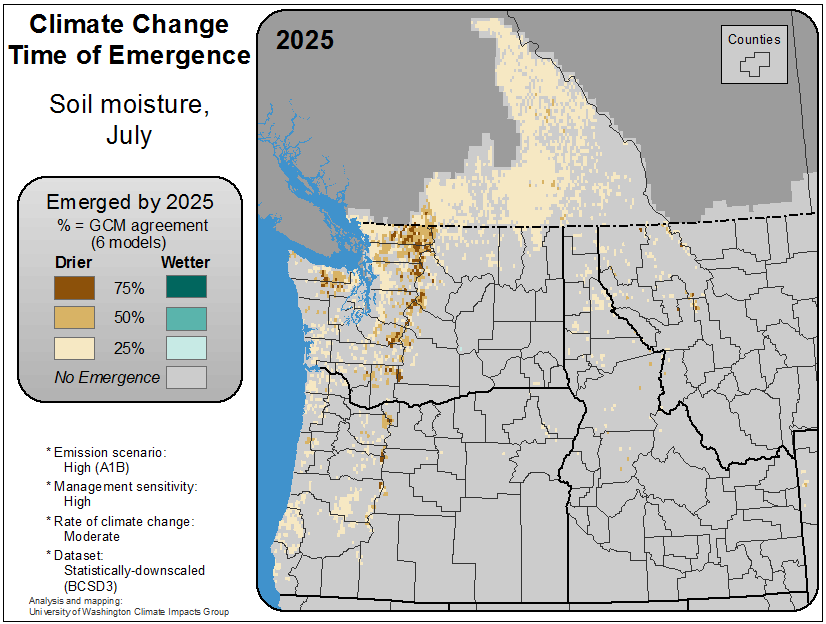 Climate Change
Time of Emergence
Soil moisture,
July
Emerged by 2025
% = GCM agreement
(6 models)
Drier Wetter
75%
50%
25%
No Emergence
* Emission scenario:
High (A1B)
* Management sensitivity:
High
* Rate of climate change:
Moderate
* Dataset:
Statistically-downscaled
(BCSD3)
Analysis and mapping:
University of Washington Climate Impacts Group
2025
Counties